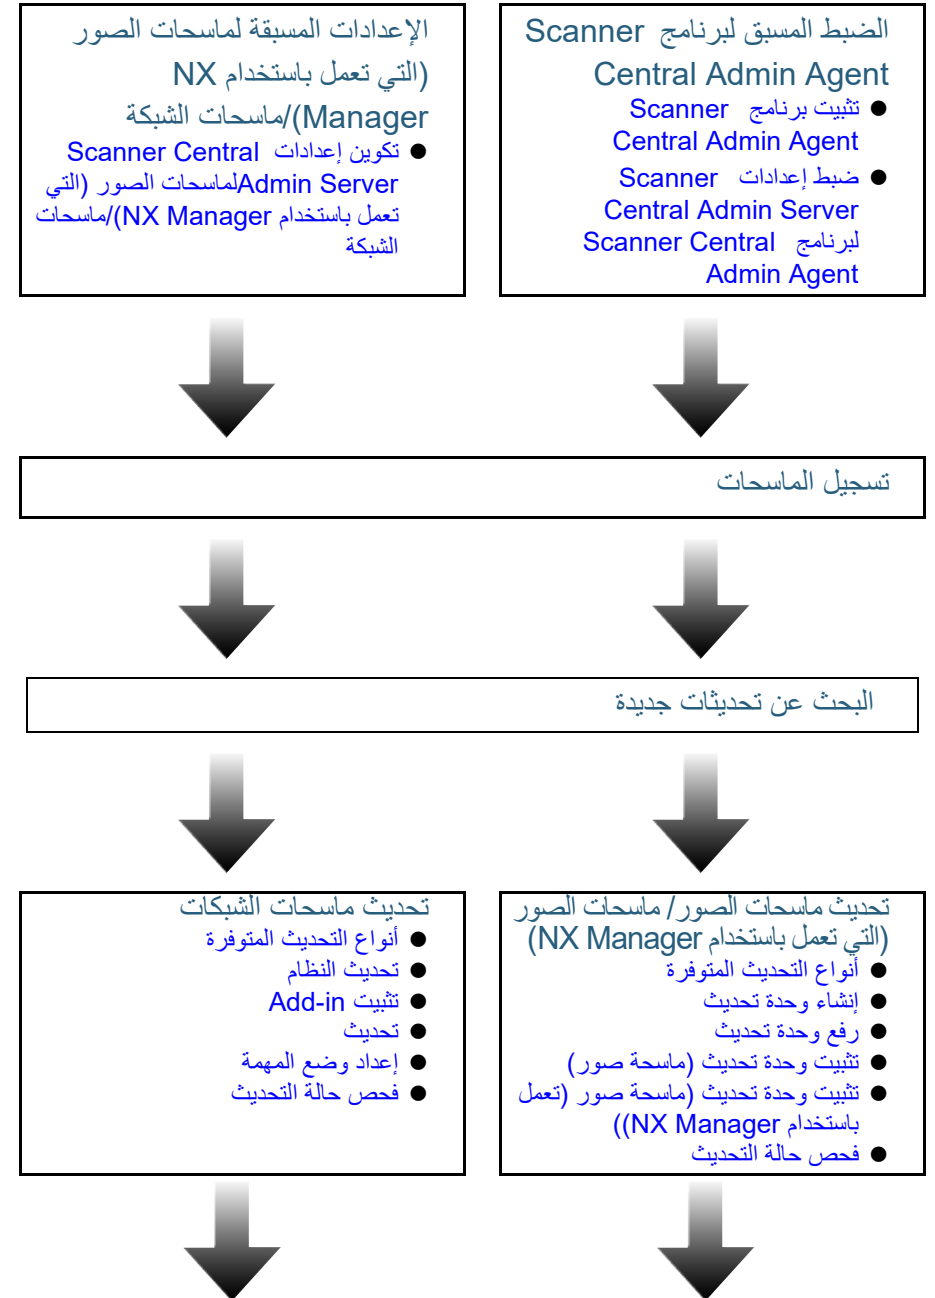 الضبط المسبق لبرنامج Scanner
Central Admin Agent
● تثبيت برنامج Scanner
Central Admin Agent
● ضبط إعدادات Scanner
Central Admin Server
لبرنامج Scanner Central
Admin Agent
الإعدادات المسبقة لماسحات الصور
(التي تعمل باستخدام NX
Manager)/ماسحات الشبكة
● تكوين إعدادات Scanner Central
Admin Serverلماسحات الصور (التي
تعمل باستخدام NX Manager)/ماسحات
الشبكة
تسجيل الماسحات
البحث عن تحديثات جديدة
تحديث ماسحات الصور/ ماسحات الصور
(التي تعمل باستخدام NX Manager)
● أنواع التحديث المتوفرة
● إنشاء وحدة تحديث
● رفع وحدة تحديث
● تثبيت وحدة تحديث (ماسحة صور)
● تثبيت وحدة تحديث (ماسحة صور (تعمل
باستخدام NX Manager))
● فحص حالة التحديث
تحديث ماسحات الشبكات
● أنواع التحديث المتوفرة
● تحديث النظام
● تثبيت Add-in
● تحديث
● إعداد وضع المهمة
● فحص حالة التحديث